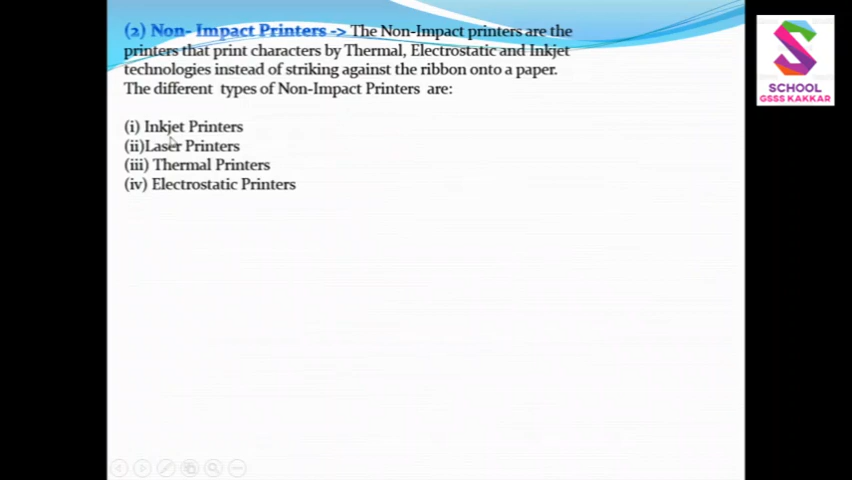 (2) Non- Impact Printers -> The Non-Impact printers are the
printers that print characters by Thermal, Electrostatic and Inkjet
technologies instead of striking against the ribbon onto a paper.
The different types of Non-Impact Printers are:
(i) Inkjet Printers
(ii)Laser Printers
(iii) Thermal Printers
(iv) Electrostatic Printers
SCHOOL
GSSS KAKKAR